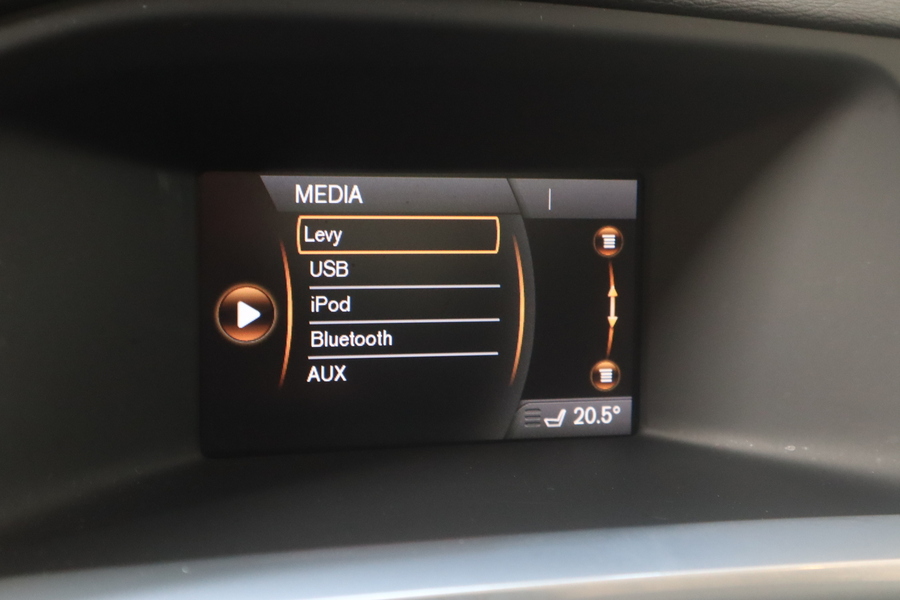 MEDIA
Levy
USB
iPod
Bluetooth
AUX
20.5°